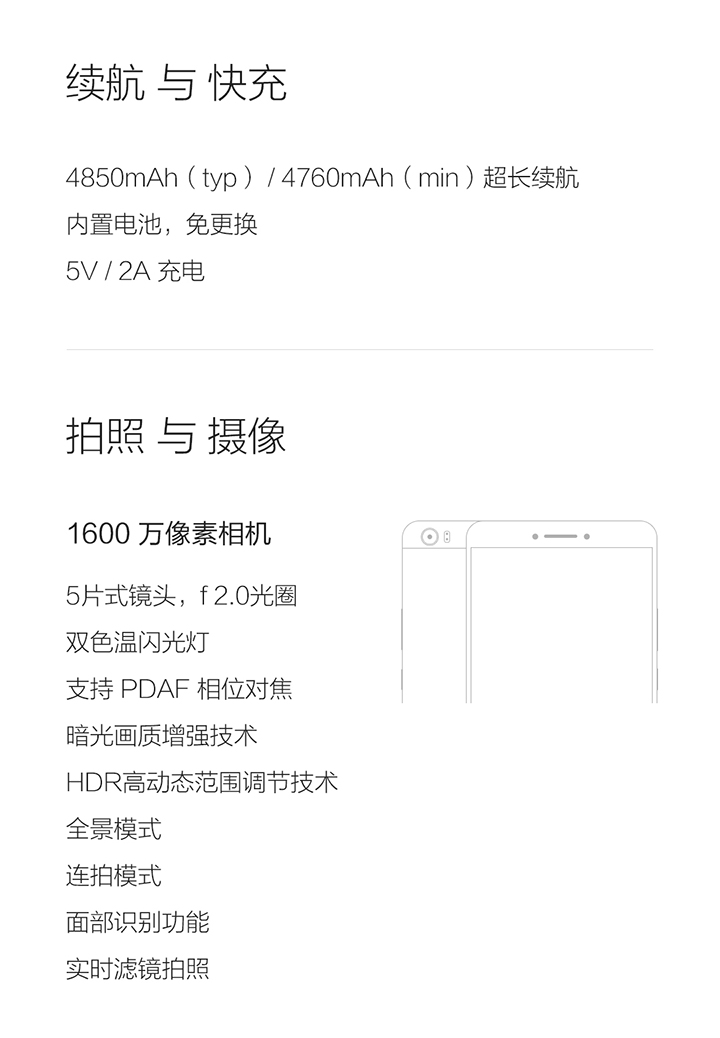 续航 与 快充
4850mAh（typ）/ 4760mAh（min）超长续航
内置电池，免更换
5V / 2A 充电
拍照 与 摄像
1600 万像素相机
5片式镜头，f 2.0光圈
双色温闪光灯
支持 PDAF 相位对焦
暗光画质增强技术
HDR高动态范围调节技术
全景模式
连拍模式
面部识别功能
实时滤镜拍照